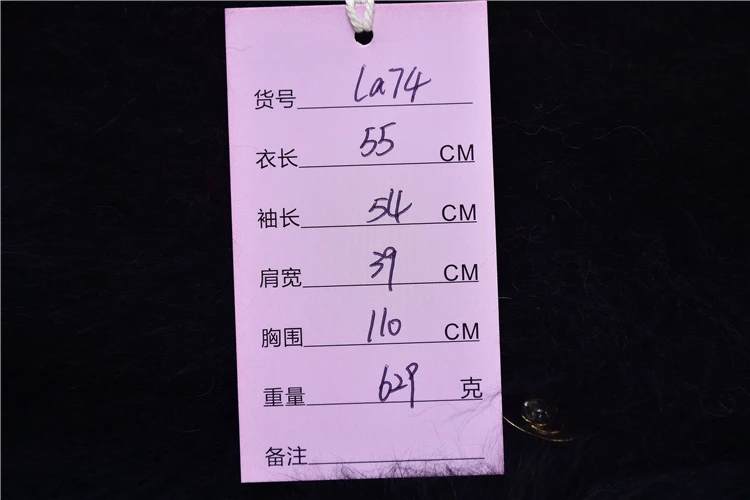 货号 La74
衣长 55 CM
袖长 54 CM
肩宽 39 CM
胸围 110 CM
重量 629 克
备注